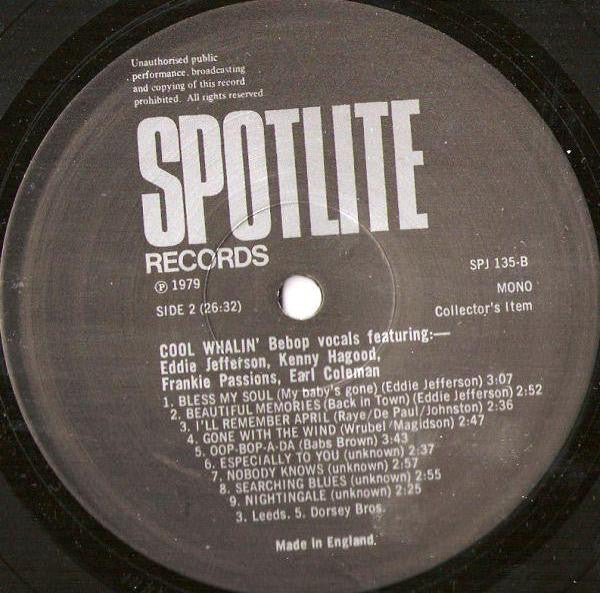 Unauthorised public
performance, broadcasting
and copying of this record
prohibited. All rights reserved
SPOTLITE
RECORDS
℗ 1979
SPJ 135-B
SIDE 2 (26:32)
MONO
Collector's Item
COOL WHALIN' Bebop vocals featuring:—
Eddie Jefferson, Kenny Hagood,
Frankie Passions, Earl Coleman
1. BLESS MY SOUL (My baby's gone) (Eddie Jefferson) 3:07
2. BEAUTIFUL MEMORIES (Back in Town) (Eddie Jefferson) 2:52
3. I'LL REMEMBER APRIL (Raye/De Paul/Johnston) 2:36
4. GONE WITH THE WIND (Wrubel/Magidson) 2:47
5. OOP-BOP-A-DA (Babs Brown) 3:43
6. ESPECIALLY TO YOU (unknown) 2:37
7. NOBODY KNOWS (unknown) 2:57
8. SEARCHING BLUES (unknown) 2:55
9. NIGHTINGALE (unknown) 2:25
3. Leeds. 5. Dorsey Bros.
Made in England.